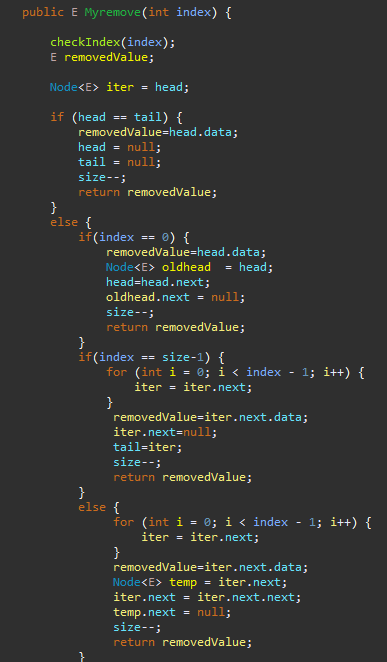 public E Myremove(int index) {
checkIndex(index);
E removedValue;
Node<E> iter = head;
if (head == tail) {
removedValue=head.data;
head = null;
tail = null;
size--;
return removedValue;
}
else {
if(index == 0) {
removedValue=head.data;
Node<E> oldhead  = head;
head=head.next;
oldhead.next = null;
size--;
return removedValue;
}
if(index == size-1) {
for (int i = 0; i < index - 1; i++) {
iter = iter.next;
}
removedValue=iter.next.data;
iter.next=null;
tail=iter;
size--;
return removedValue;
}
else {
for (int i = 0; i < index - 1; i++) {
iter = iter.next;
}
removedValue=iter.next.data;
Node<E> temp = iter.next;
iter.next = iter.next.next;
temp.next = null;
size--;
return removedValue;
}